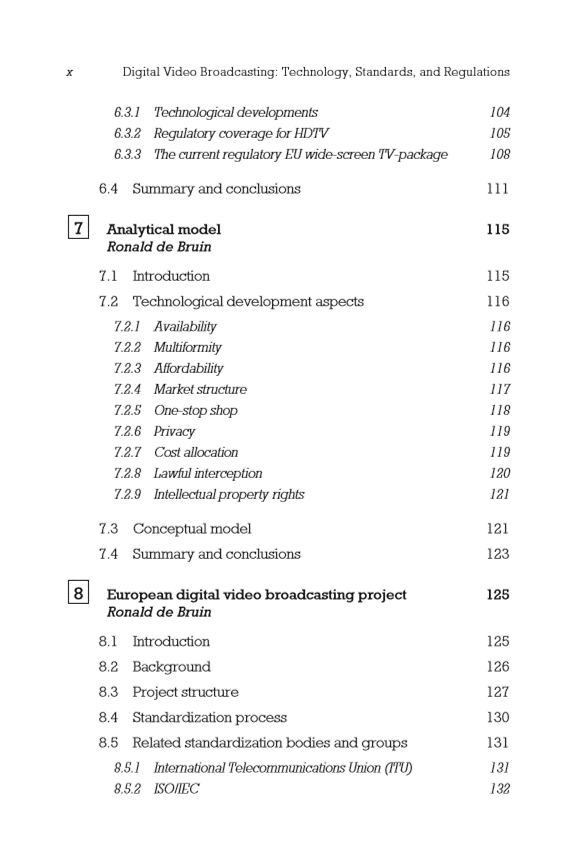 x Digital Video Broadcasting: Technology, Standards, and Regulations
6.3.1 Technological developments 104
6.3.2 Regulatory coverage for HDTV 105
6.3.3 The current regulatory EU wide-screen TV-package 108
6.4 Summary and conclusions 111
7 Analytical model 115
Ronald de Bruin
7.1 Introduction 115
7.2 Technological development aspects 116
7.2.1 Availability 116
7.2.2 Multiformity 116
7.2.3 Affordability 116
7.2.4 Market structure 117
7.2.5 One-stop shop 118
7.2.6 Privacy 119
7.2.7 Cost allocation 119
7.2.8 Lawful interception 120
7.2.9 Intellectual property rights 121
7.3 Conceptual model 121
7.4 Summary and conclusions 123
8 European digital video broadcasting project 125
Ronald de Bruin
8.1 Introduction 125
8.2 Background 126
8.3 Project structure 127
8.4 Standardization process 130
8.5 Related standardization bodies and groups 131
8.5.1 International Telecommunications Union (ITU) 131
8.5.2 ISO/IEC 132